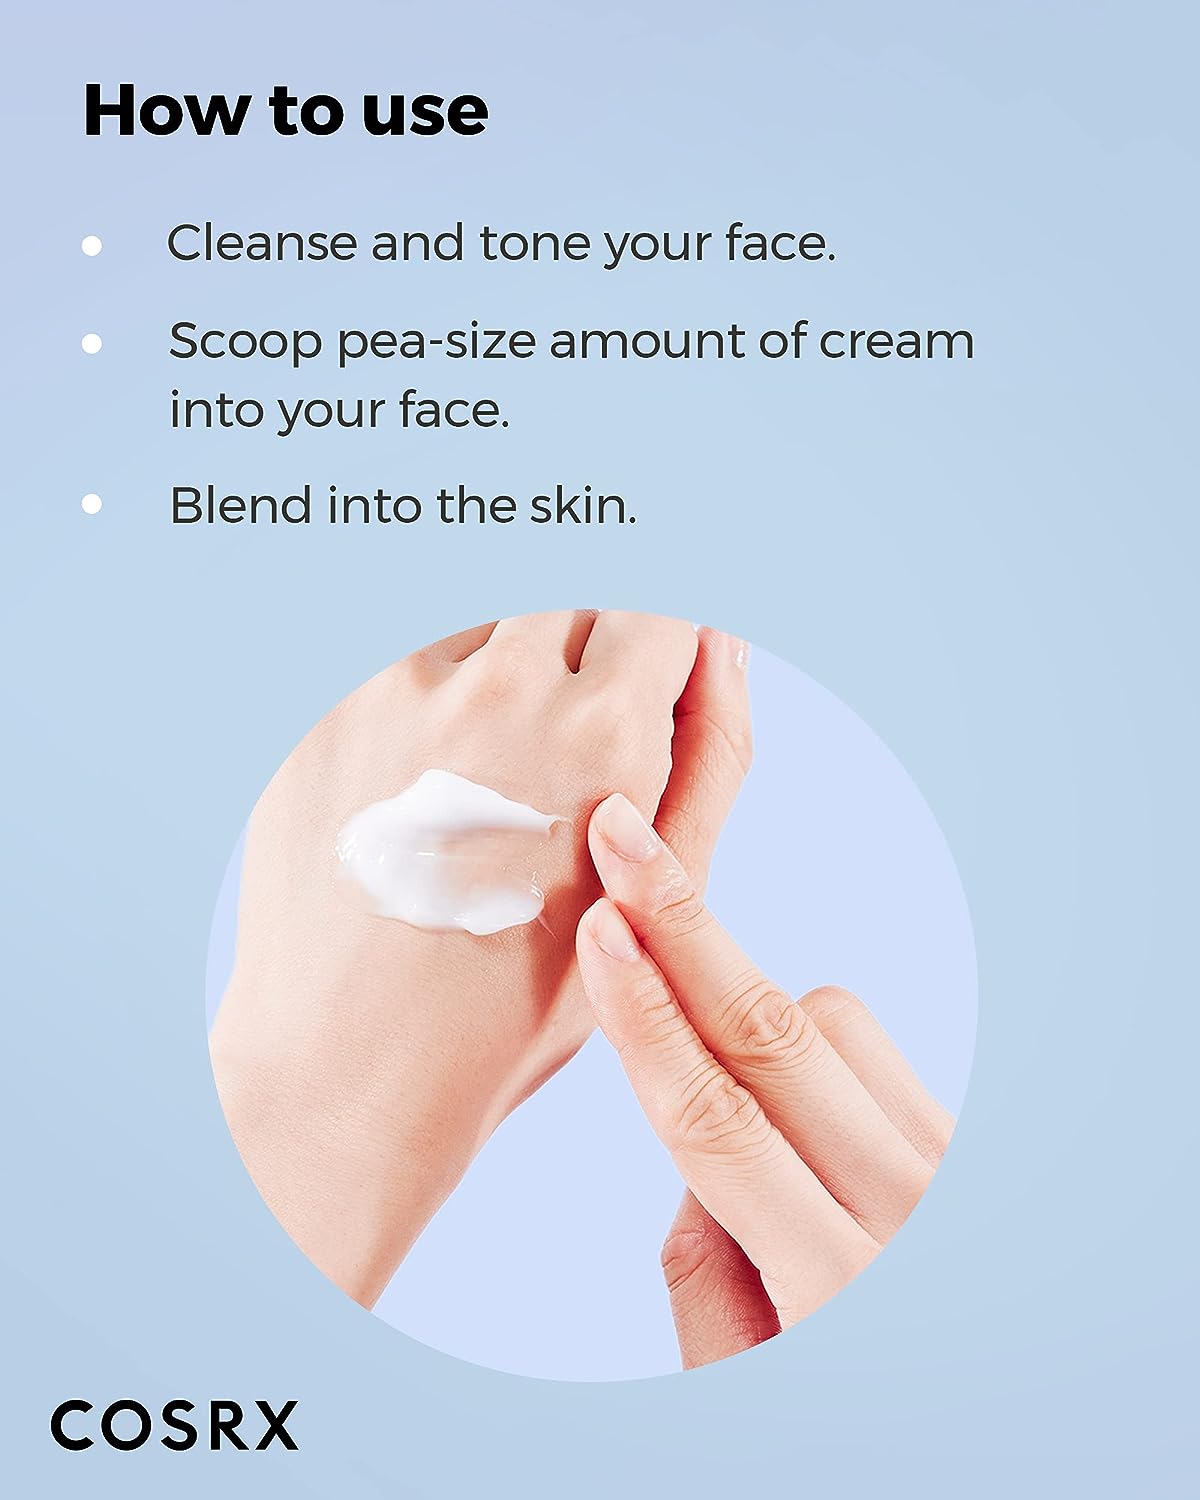 How to use
Cleanse and tone your face.
Scoop pea-size amount of cream
into your face.
Blend into the skin.
COSRX